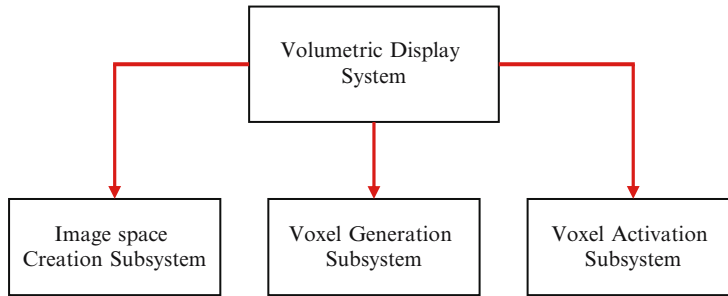 Volumetric Display
System
Image space
Creation Subsystem
Voxel Generation
Subsystem
Voxel Activation
Subsystem